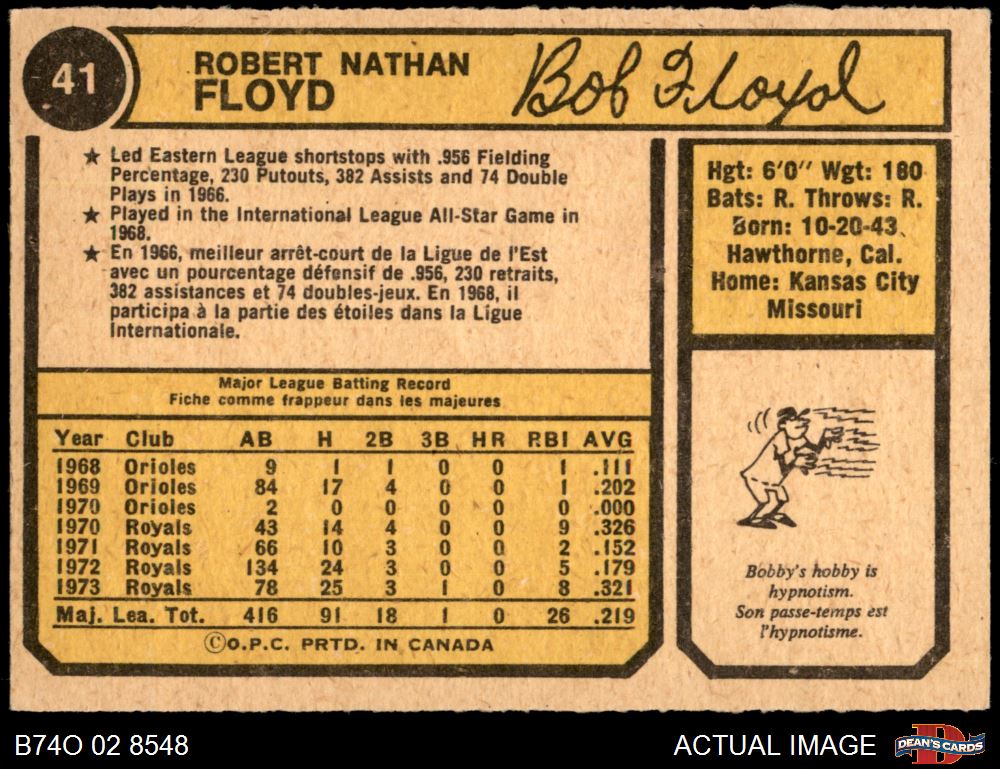 41
ROBERT NATHAN
FLOYD
Bob Floyd
★ Led Eastern League shortstops with .956 Fielding
Percentage, 230 Putouts, 382 Assists and 74 Double
Plays in 1966.
★ Played in the International League All-Star Game in
1968.
★ En 1966, meilleur arrêt-court de la Ligue de l'Est
avec un pourcentage défensif de .956, 230 retraits,
382 assistances et 74 doubles-jeux. En 1968, il
participa à la partie des étoiles dans la Ligue
Internationale.
Hgt: 6'0" Wgt: 180
Bats: R. Throws: R.
Born: 10-20-43
Hawthorne, Cal.
Home: Kansas City
Missouri
Major League Batting Record
Fiche comme frappeur dans les majeures
Year Club AB H 2B 3B HR RBI AVG
1968 Orioles 9 1 1 0 0 1 .111
1969 Orioles 84 17 4 0 0 1 .202
1970 Orioles 2 0 0 0 0 0 .000
1970 Royals 43 14 4 0 0 9 .326
1971 Royals 66 10 3 0 0 2 .152
1972 Royals 134 24 3 0 0 5 .179
1973 Royals 78 25 3 1 0 8 .321
Maj. Lea. Tot. 416 91 18 1 0 26 .219
©O.P.C. PRTD. IN CANADA
Bobby's hobby is
hypnotism.
Son passe-temps est
l'hypnotisme.
B74O 02 8548
ACTUAL IMAGE
DEAN'S CARDS